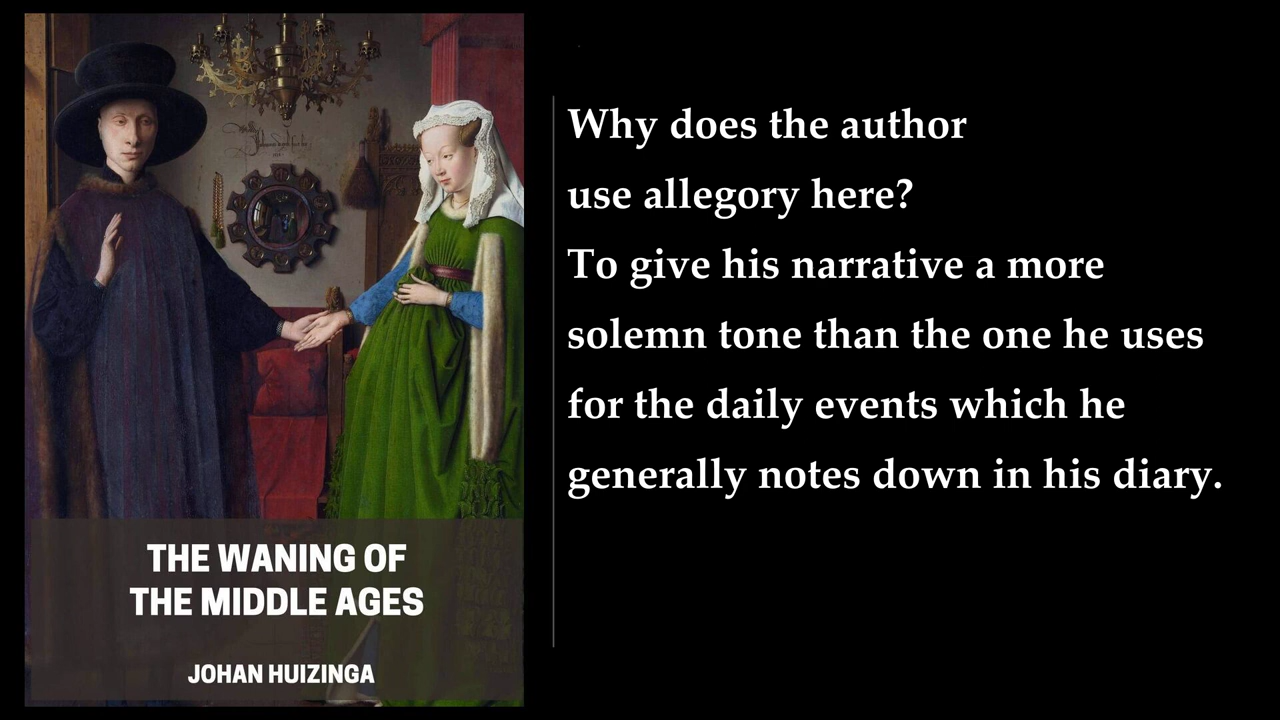 THE WANING OF
THE MIDDLE AGES
JOHAN HUIZINGA
Why does the author
use allegory here?
To give his narrative a more
solemn tone than the one he uses
for the daily events which he
generally notes down in his diary.